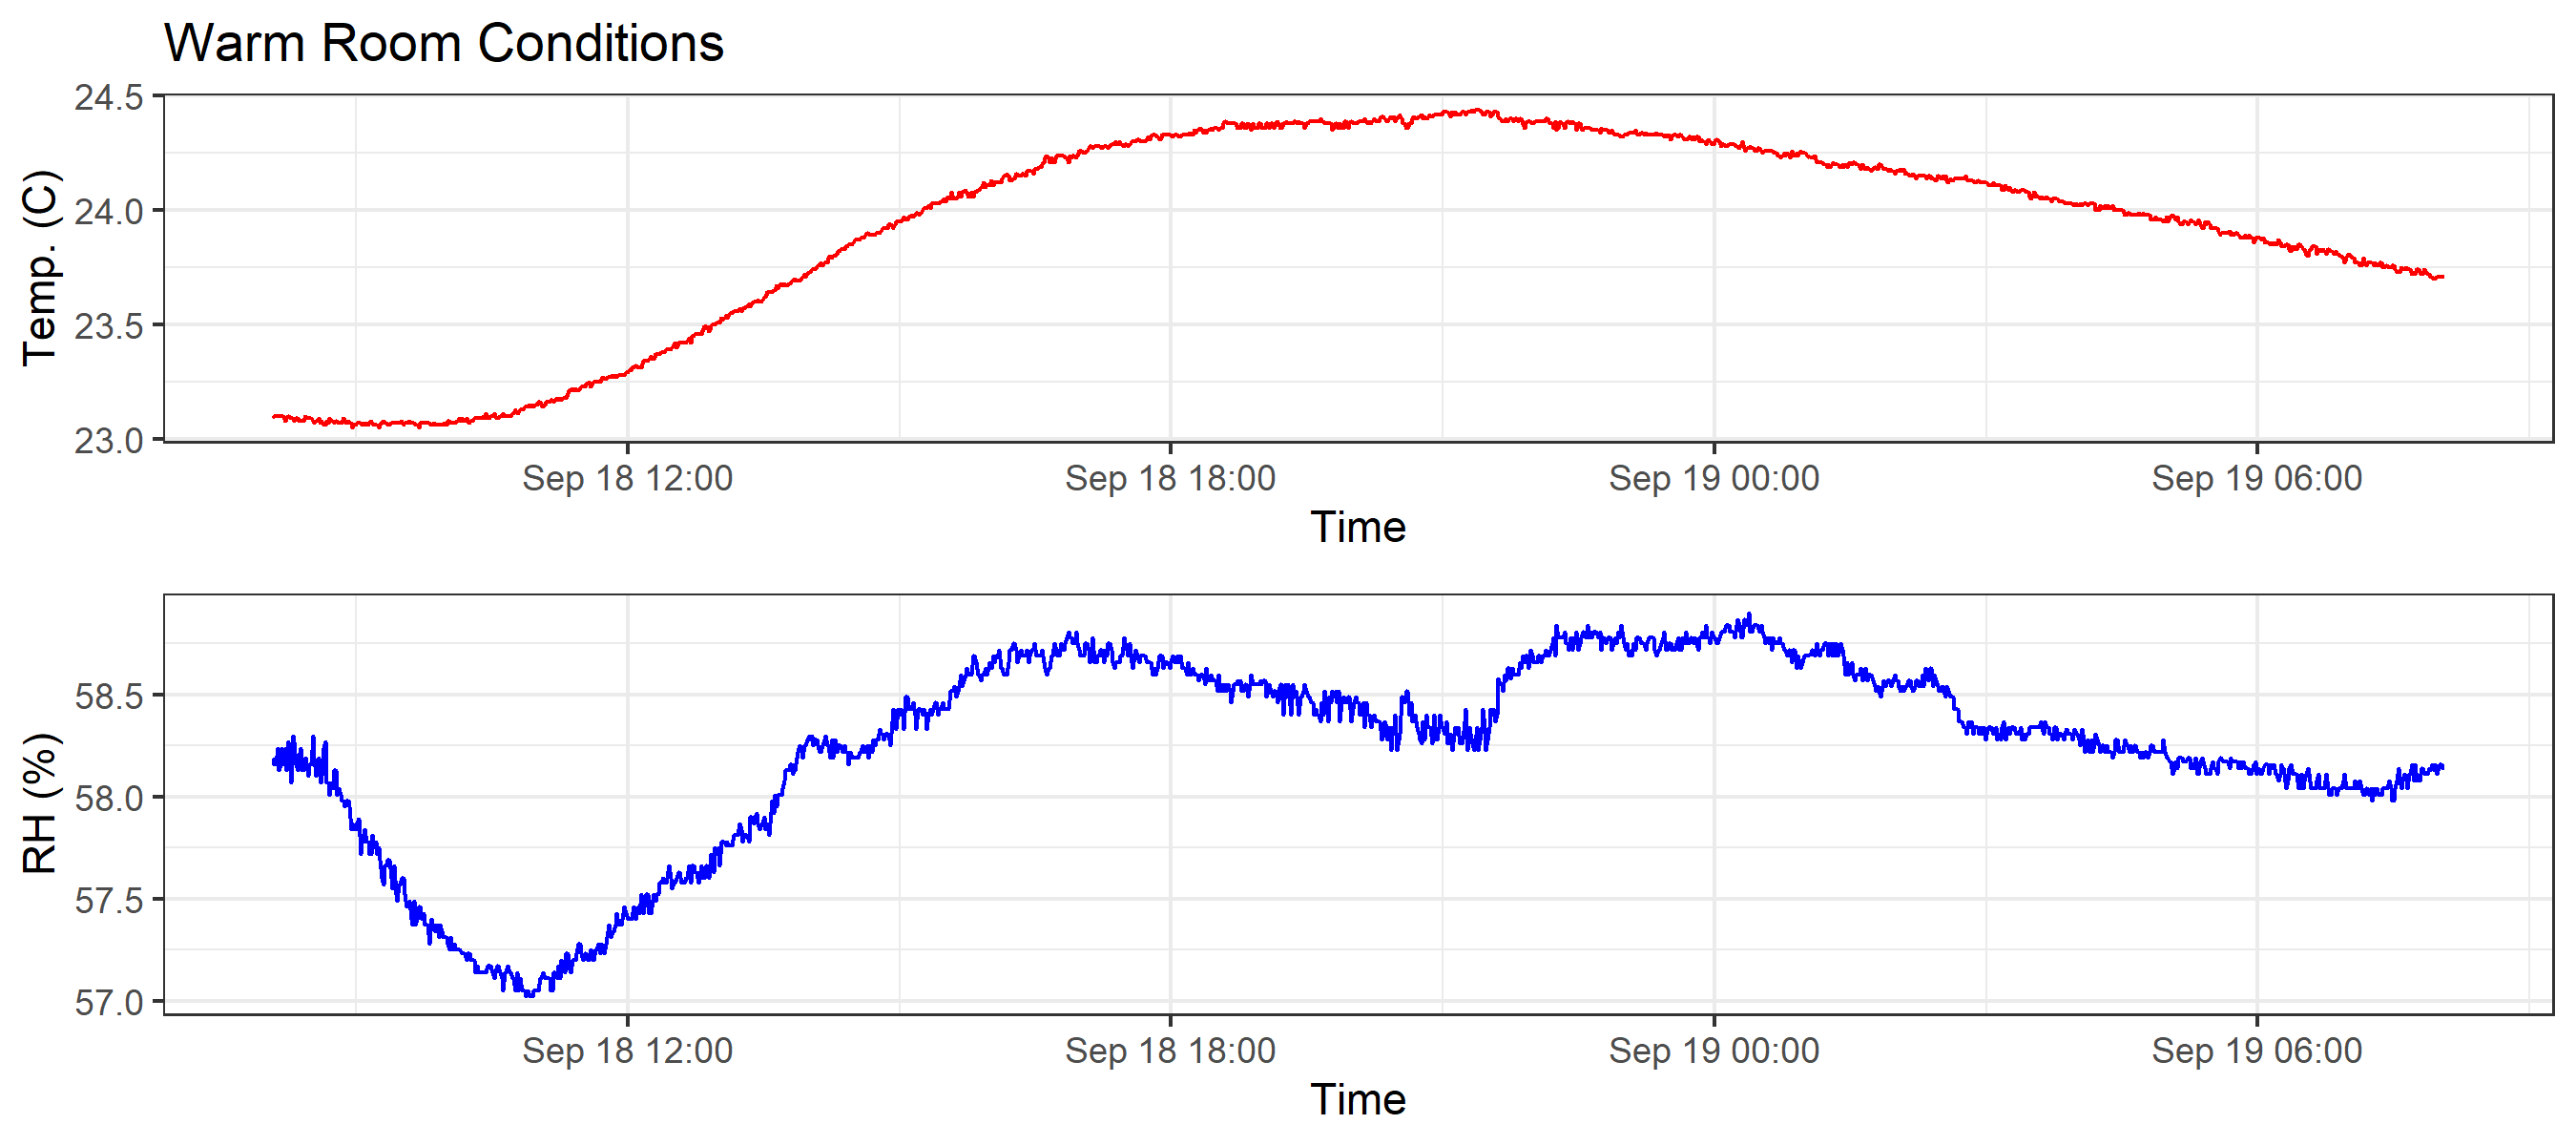 Warm Room Conditions
24.5
24.0
23.5
23.0
Temp. (C)
Sep 18 12:00 Sep 18 18:00 Sep 19 00:00 Sep 19 06:00
Time
58.5
58.0
57.5
57.0
RH (%)
Sep 18 12:00 Sep 18 18:00 Sep 19 00:00 Sep 19 06:00
Time